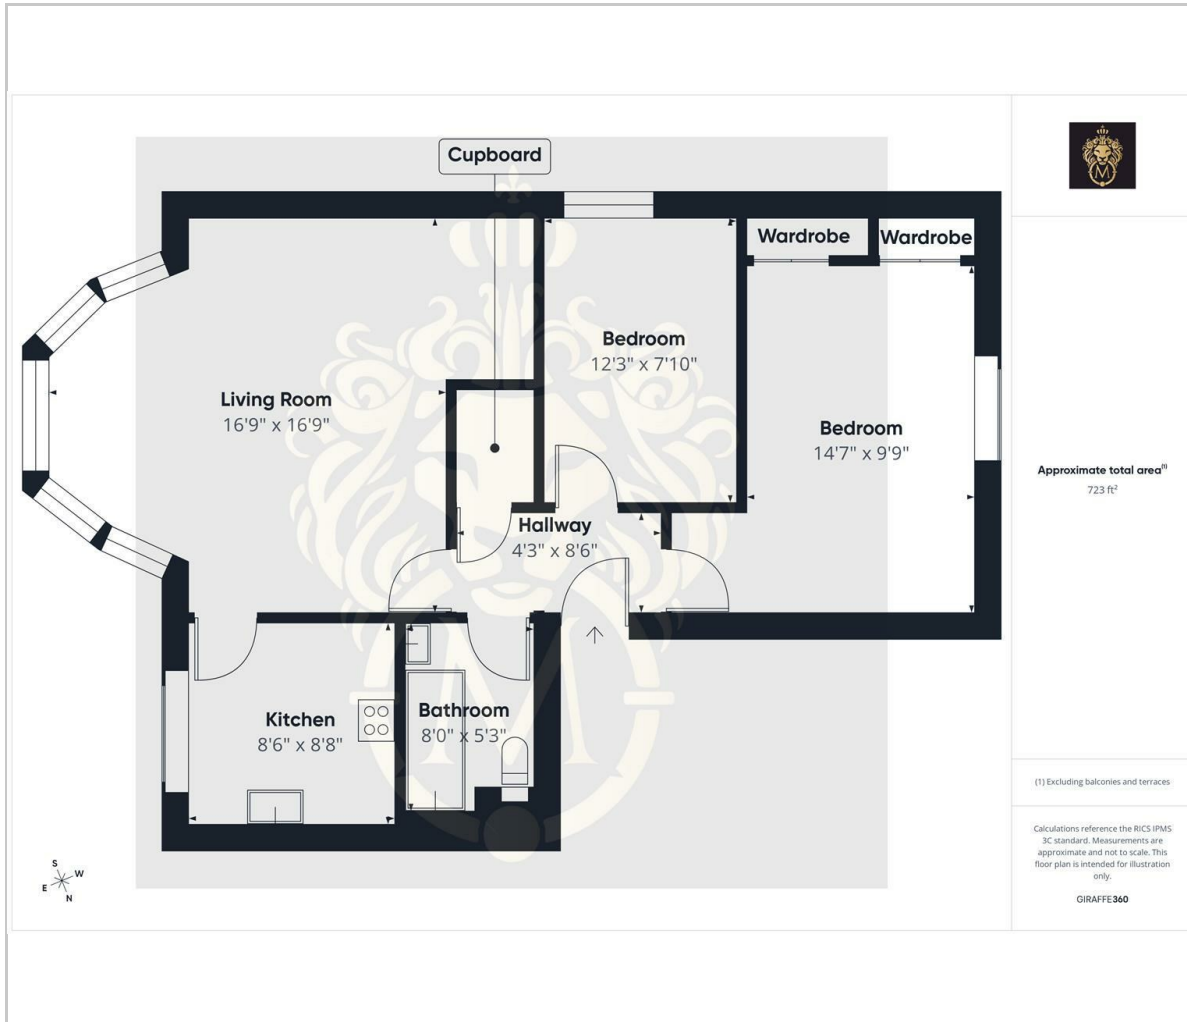 Cupboard
Wardrobe
Wardrobe
Bedroom
12'3" x 7'10"
Living Room
16'9" x 16'9"
Bedroom
14'7" x 9'9"
Hallway
4'3" x 8'6"
Kitchen
8'6" x 8'8"
Bathroom
8'0" x 5'3"
S
W
E
N
M
M
Approximate total area(1)
723 ft²
(1) Excluding balconies and terraces
Calculations reference the RICS IPMS
3C standard. Measurements are
approximate and not to scale. This
floor plan is intended for illustration
only.
GIRAFFE360